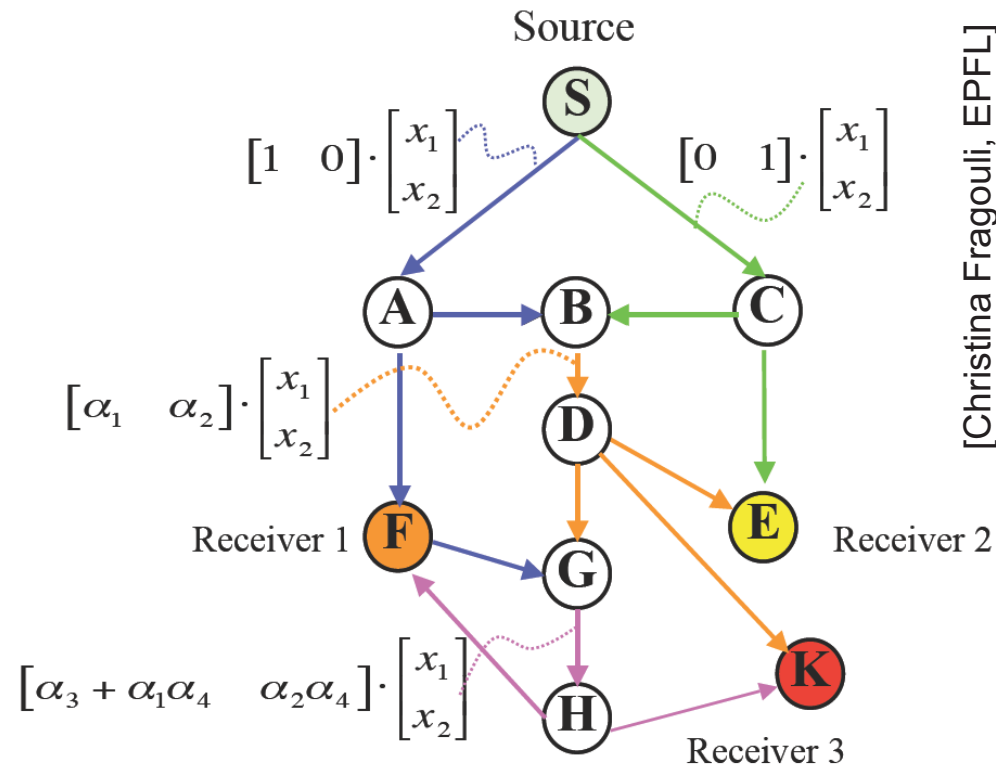 Source
S
[1 0]·[x₁ x₂]
[0 1]·[x₁ x₂]
A
B
C
[α₁ α₂]·[x₁ x₂]
D
Receiver 1
F
E
Receiver 2
G
[α₃ + α₁α₄ α₂α₄]·[x₁ x₂]
H
K
Receiver 3
[Christina Fragouli, EPFL]